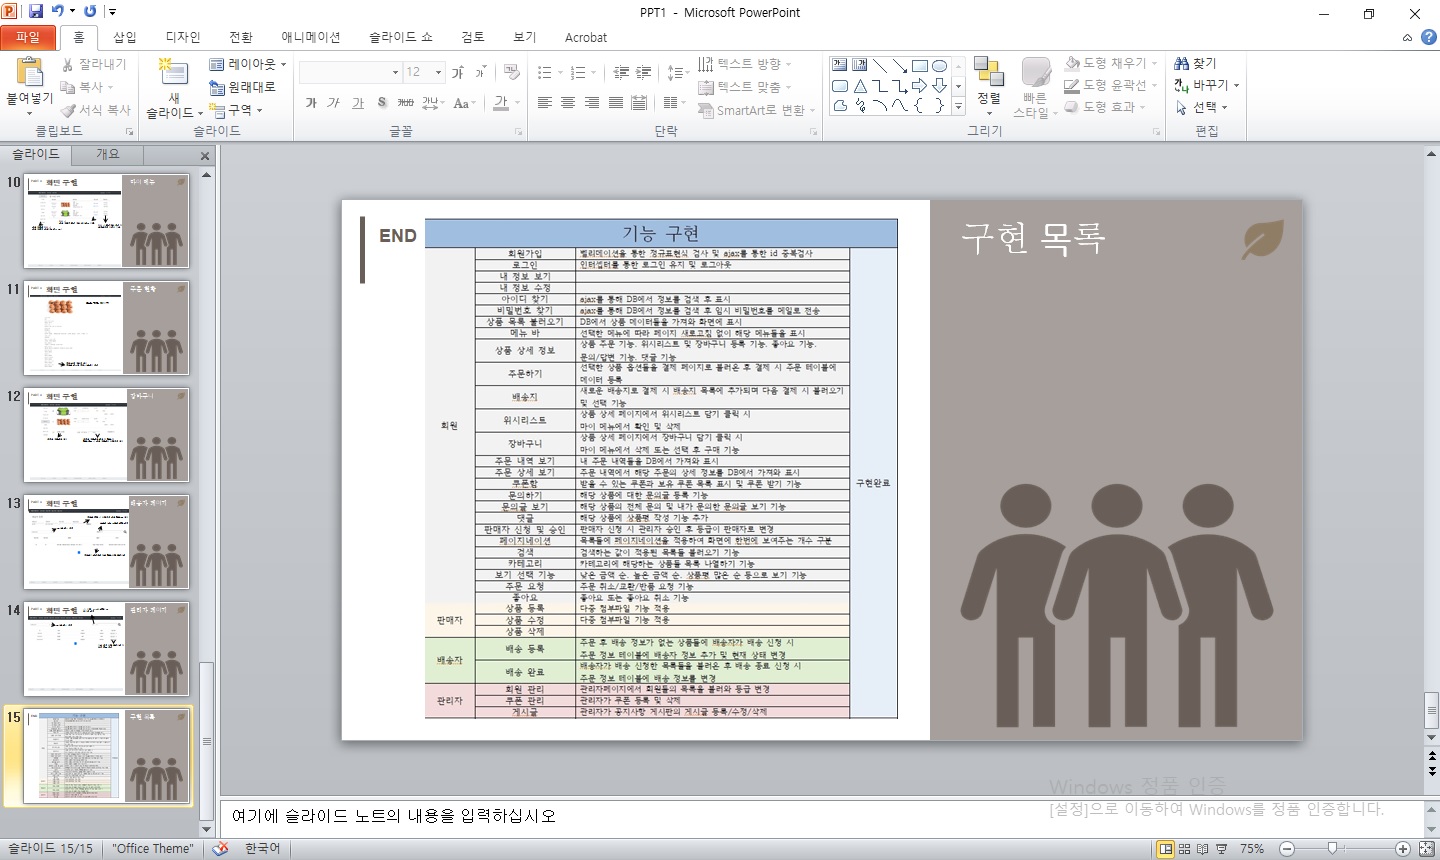 PPT1 - Microsoft PowerPoint
파일 홈 삽입 디자인 전환 애니메이션 슬라이드 쇼 검토 보기 Acrobat
붙여넣기
잘라내기
복사
서식 복사
클립보드
새 슬라이드
레이아웃
원래대로
구역
슬라이드
12
가 가 가 S 가나 Aa 가
글꼴
텍스트 방향
텍스트 맞춤
SmartArt로 변환
단락
정렬
빠른 스타일
도형 채우기
도형 윤곽선
도형 효과
그리기
찾기
바꾸기
선택
편집
슬라이드 개요
10
화면 구현
11
화면 구현
12
화면 구현
장바구니
13
화면 구현
14
화면 구현
15
구현 목록
END
기능 구현
구현 목록
회원
회원가입 벨리데이션을 통한 정규표현식 검사 및 ajax를 통한 id 중복검사
로그인 인터셉터를 통한 로그인 유지 및 로그아웃
내 정보 보기
내 정보 수정
아이디 찾기 ajax를 통해 DB에서 정보를 검색 후 표시
비밀번호 찾기 ajax를 통해 DB에서 정보를 검색 후 임시 비밀번호를 메일로 전송
상품 목록 불러오기 DB에서 상품 데이터들을 가져와 화면에 표시
메뉴 바 선택한 메뉴에 따라 페이지 새로고침 없이 해당 메뉴들을 표시
상품 상세 정보 상품 주문 기능, 위시리스트 및 장바구니 등록 기능, 좋아요 기능,
문의/답변 기능, 댓글 기능
주문하기 선택한 상품 옵션들을 결제 페이지로 불러온 후 결제 시 주문 테이블에
데이터 등록
배송지 새로운 배송지로 결제 시 배송지 목록에 추가되며 다음 결제 시 불러오기
및 선택 기능
위시리스트 상품 상세 페이지에서 위시리스트 담기 클릭 시
마이 메뉴에서 확인 및 삭제
장바구니 상품 상세 페이지에서 장바구니 담기 클릭 시
마이 메뉴에서 삭제 또는 선택 후 구매 기능
주문 내역 보기 내 주문 내역들을 DB에서 가져와 표시
주문 상세 보기 주문 내역에서 해당 주문의 상세 정보를 DB에서 가져와 표시
쿠폰함 받을 수 있는 쿠폰과 보유 쿠폰 목록 표시 및 쿠폰 받기 기능
구현완료
문의하기 해당 상품에 대한 문의글 등록 기능
문의글 보기 해당 상품의 전체 문의 및 내가 문의한 문의글 보기 기능
댓글 해당 상품에 상품평 작성 기능 추가
판매자 신청 및 승인 판매자 신청 시 관리자 승인 후 등급이 판매자로 변경
페이지네이션 목록들에 페이지네이션을 적용하여 화면에 한번에 보여주는 개수 구분
검색 검색하는 값이 적용된 목록들 불러오기 기능
카테고리 카테고리에 해당하는 상품들 목록 나열하기 기능
보기 선택 기능 낮은 금액 순, 높은 금액 순, 상품평 많은 순 등으로 보기 기능
주문 요청 주문 취소/교환/반품 요청 기능
좋아요 좋아요 또는 좋아요 취소 기능
판매자
상품 등록 다중 첨부파일 기능 적용
상품 수정 다중 첨부파일 기능 적용
상품 삭제
배송자
배송 등록 주문 후 배송 정보가 없는 상품들에 배송자가 배송 신청 시
주문 정보 테이블에 배송자 정보 추가 및 현재 상태 변경
배송 완료 배송자가 배송 신청한 목록들을 불러온 후 배송 종료 신청 시
주문 정보 테이블에 배송 정보를 변경
관리자
회원 관리 관리자페이지에서 회원들의 목록을 불러와 등급 변경
쿠폰 관리 관리자가 쿠폰 등록 및 삭제
게시글 관리자가 공지사항 게시판의 게시글 등록/수정/삭제
Windows 정품 인증
[설정]으로 이동하여 Windows를 정품 인증합니다.
여기에 슬라이드 노트의 내용을 입력하십시오
슬라이드 15/15 "Office Theme" 한국어 75%